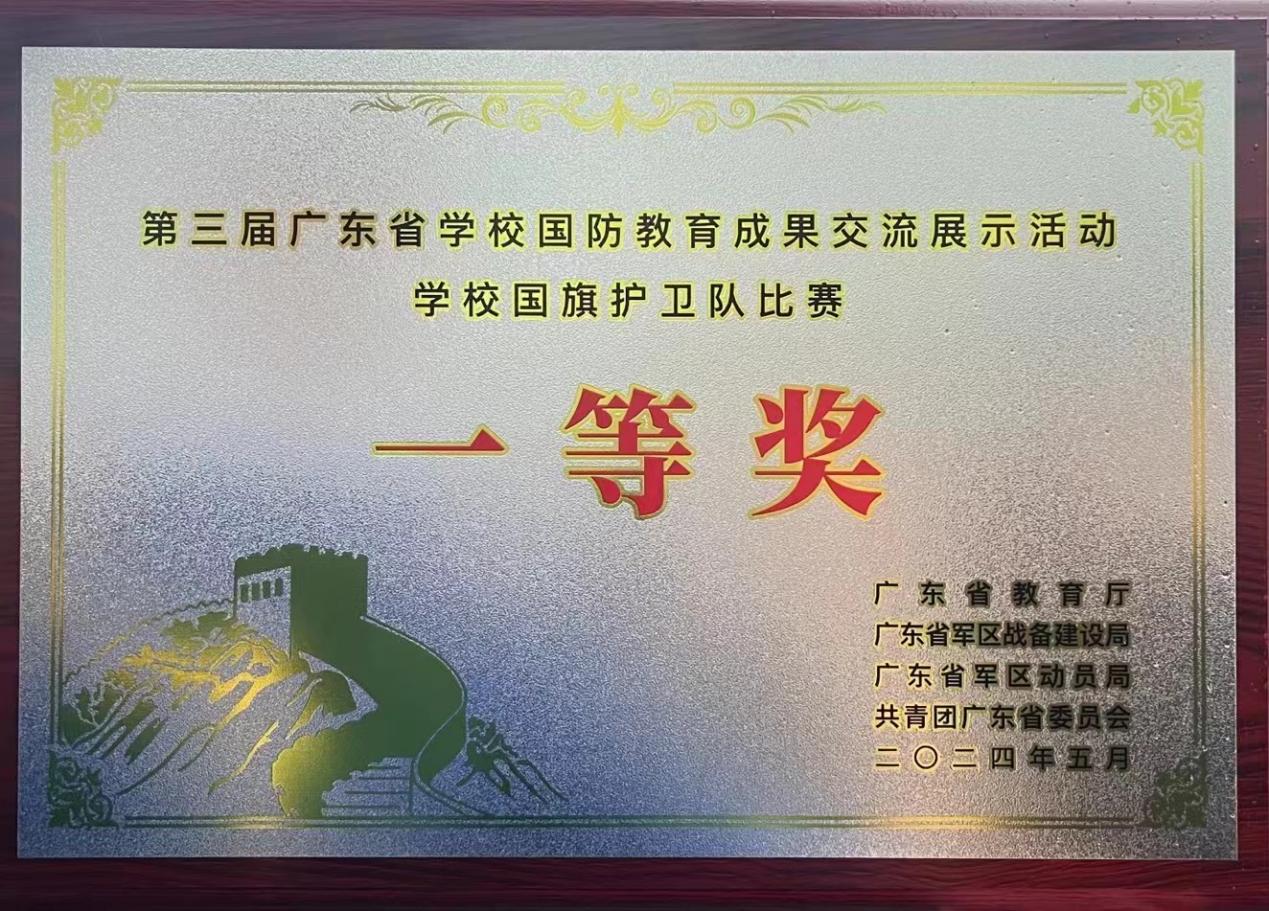 第三届广东省学校国防教育成果交流展示活动
学校国旗护卫队比赛
一等奖
广东省教育厅
广东省军区战备建设局
广东省军区动员局
共青团广东省委员会
二〇二四年五月